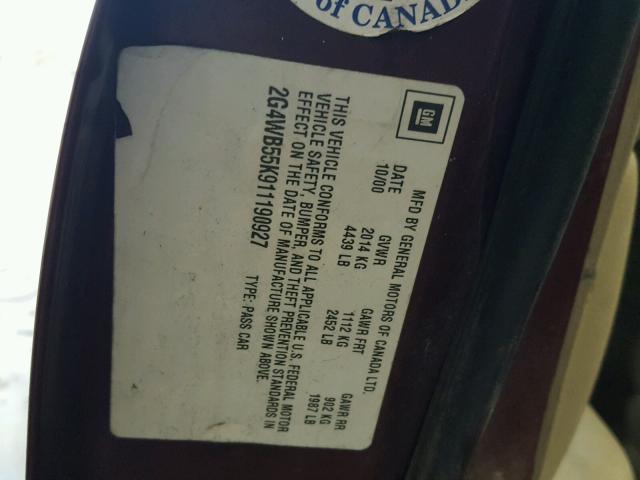 of CANADA
GM
MFD BY GENERAL MOTORS OF CANADA LTD.
DATE GVWR GAWR FRT GAWR RR
10/00 2014 KG 1112 KG 902 KG
4439 LB 2452 LB 1987 LB
THIS VEHICLE CONFORMS TO ALL APPLICABLE U.S. FEDERAL MOTOR
VEHICLE SAFETY, BUMPER, AND THEFT PREVENTION STANDARDS IN
EFFECT ON THE DATE OF MANUFACTURE SHOWN ABOVE.
2G4WB55K911190927 TYPE: PASS CAR